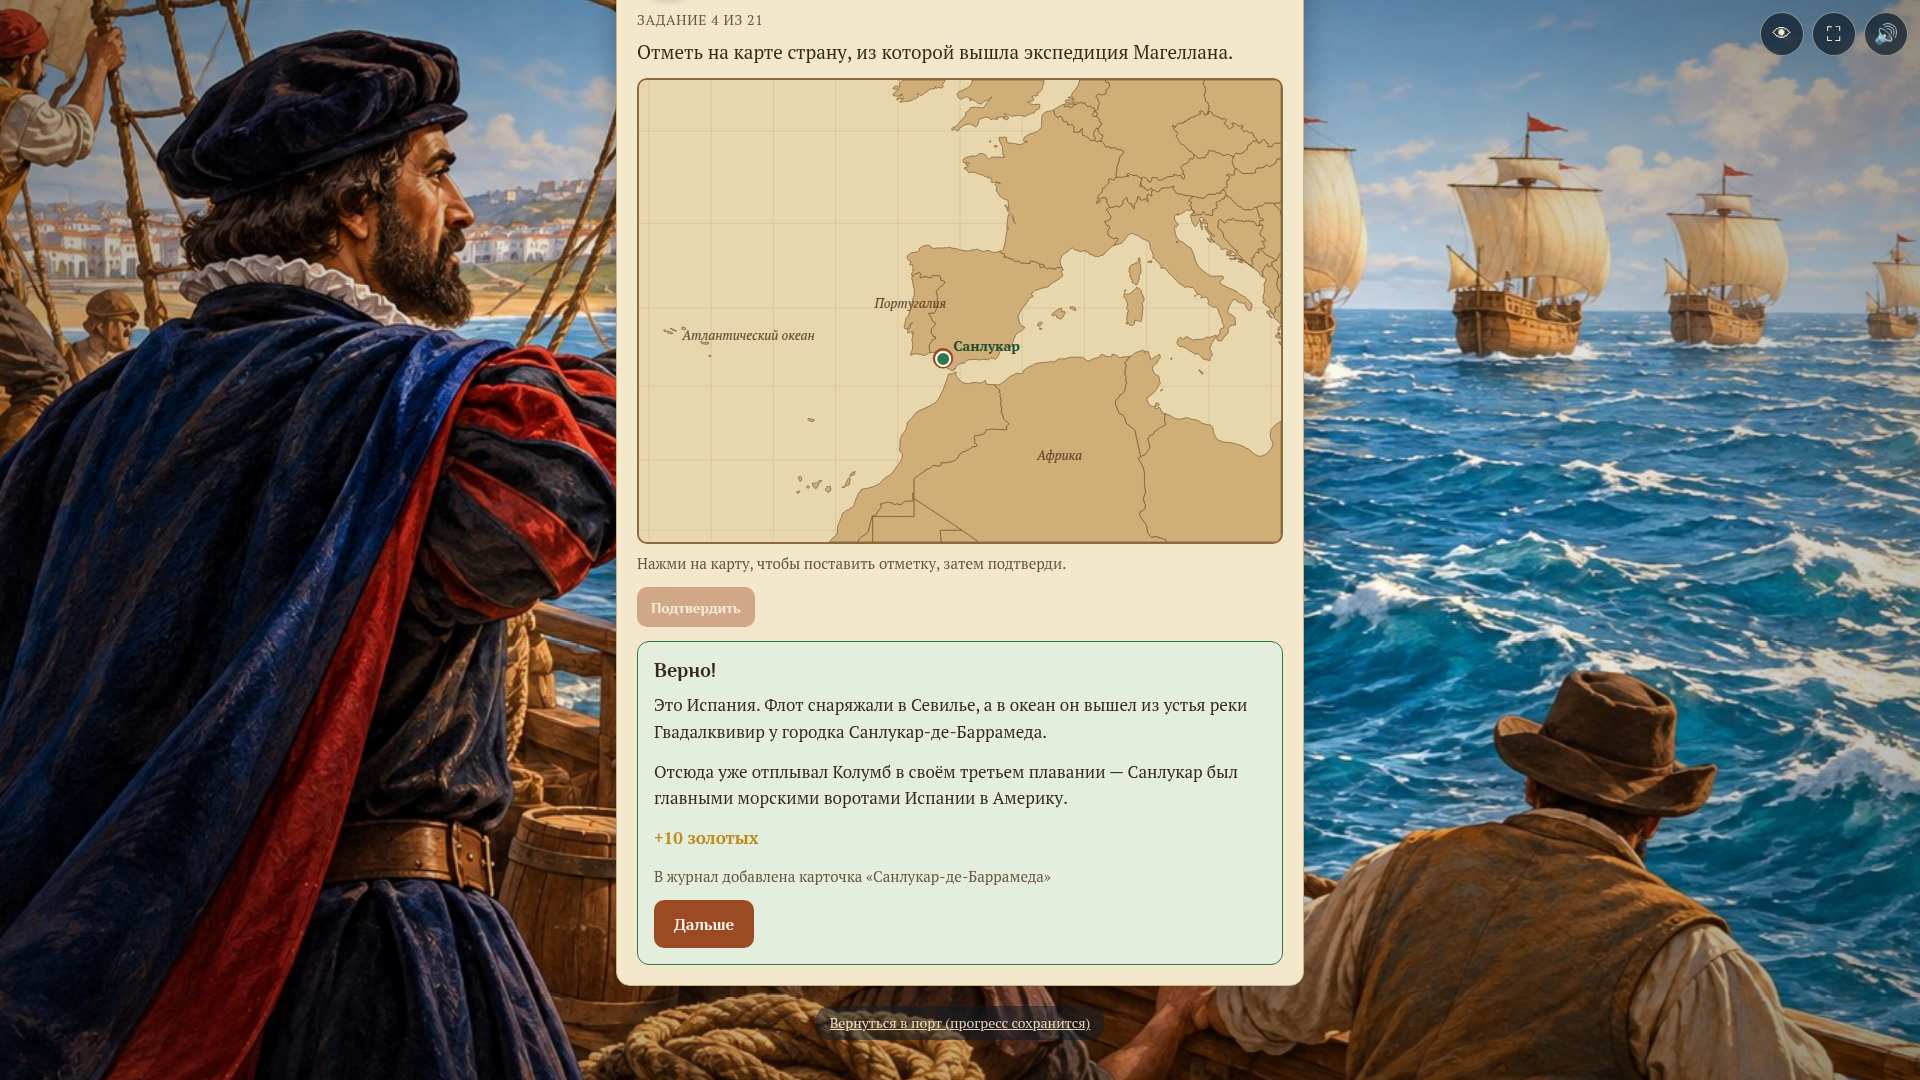 ЗАДАНИЕ 4 ИЗ 21
Отметь на карте страну, из которой вышла экспедиция Магеллана.
Португалия
Атлантический океан
Санлукар
Африка
Нажми на карту, чтобы поставить отметку, затем подтверди.
Подтвердить
Верно!
Это Испания. Флот снаряжали в Севилье, а в океан он вышел из устья реки
Гвадалквивир у городка Санлукар-де-Баррамеда.
Отсюда уже отплывал Колумб в своём третьем плавании — Санлукар был
главными морскими воротами Испании в Америку.
+10 золотых
В журнал добавлена карточка «Санлукар-де-Баррамеда»
Дальше
Вернуться в порт (прогресс сохранится)